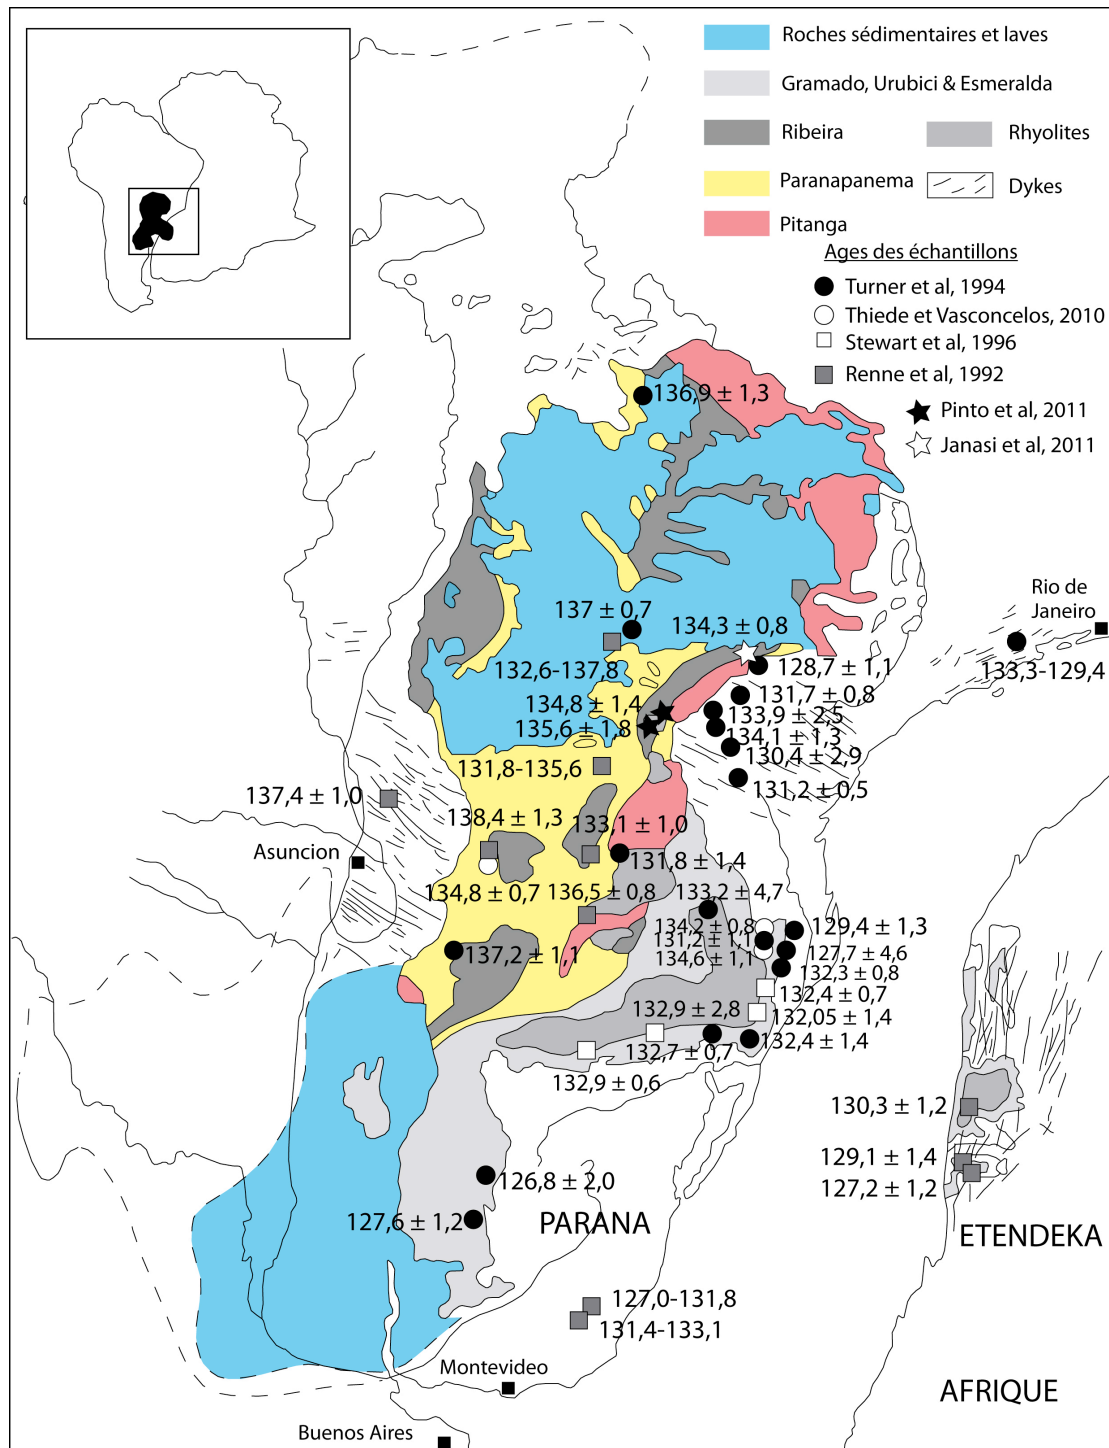 Roches sédimentaires et laves
Gramado, Urubici & Esmeralda
Ribeira
Rhyolites
Paranapanema
Dykes
Pitanga
Ages des échantillons
Turner et al, 1994
Thiede et Vasconcelos, 2010
Stewart et al, 1996
Renne et al, 1992
Pinto et al, 2011
Janasi et al, 2011
136,9 ± 1,3
Rio de
Janeiro
137 ± 0,7
134,3 ± 0,8
132,6-137,8
128,7 ± 1,1
133,3-129,4
131,7 ± 0,8
134,8 ± 1,4
133,9 ± 2,5
135,6 ± 1,8
134,1 ± 1,3
130,4 ± 2,9
131,8-135,6
131,2 ± 0,5
137,4 ± 1,0
138,4 ± 1,3
133,1 ± 1,0
Asuncion
131,8 ± 1,4
134,8 ± 0,7
136,5 ± 0,8
133,2 ± 4,7
134,2 ± 0,8
129,4 ± 1,3
131,2 ± 1,1
127,7 ± 4,6
137,2 ± 1,1
134,6 ± 1,1
132,3 ± 0,8
132,4 ± 0,7
132,9 ± 2,8
132,05 ± 1,4
132,7 ± 0,7
132,4 ± 1,4
132,9 ± 0,6
130,3 ± 1,2
129,1 ± 1,4
127,2 ± 1,2
126,8 ± 2,0
127,6 ± 1,2
PARANA
ETENDEKA
127,0-131,8
131,4-133,1
Montevideo
AFRIQUE
Buenos Aires